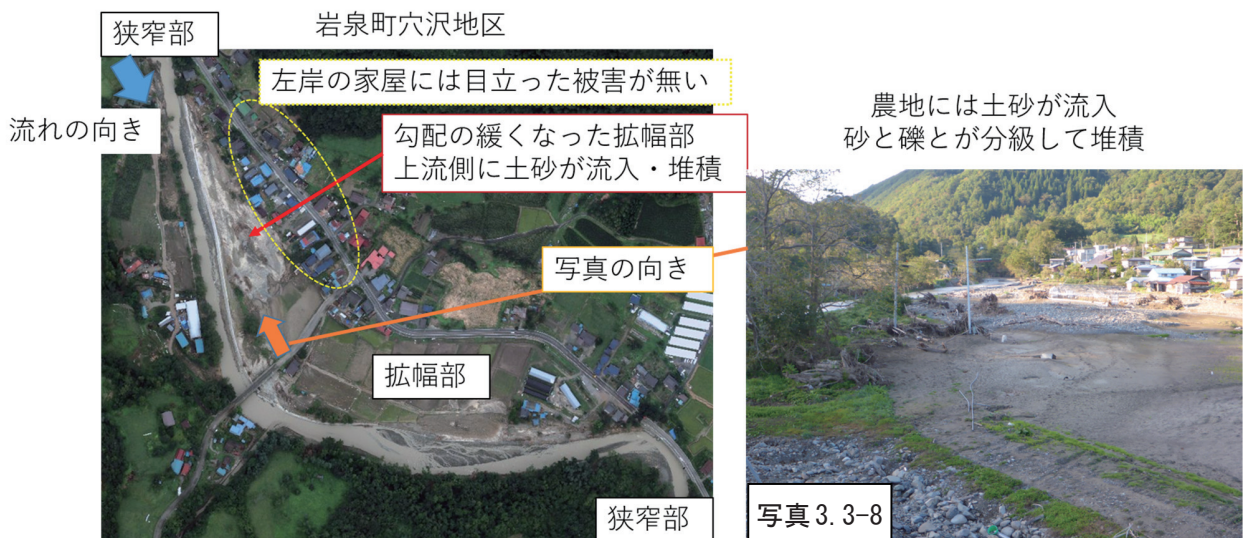 岩泉町穴沢地区
狭窄部
左岸の家屋には目立った被害が無い
流れの向き
勾配の緩くなった拡幅部
上流側に土砂が流入・堆積
写真の向き
拡幅部
狭窄部
農地には土砂が流入
砂と礫とが分級して堆積
写真3.3-8